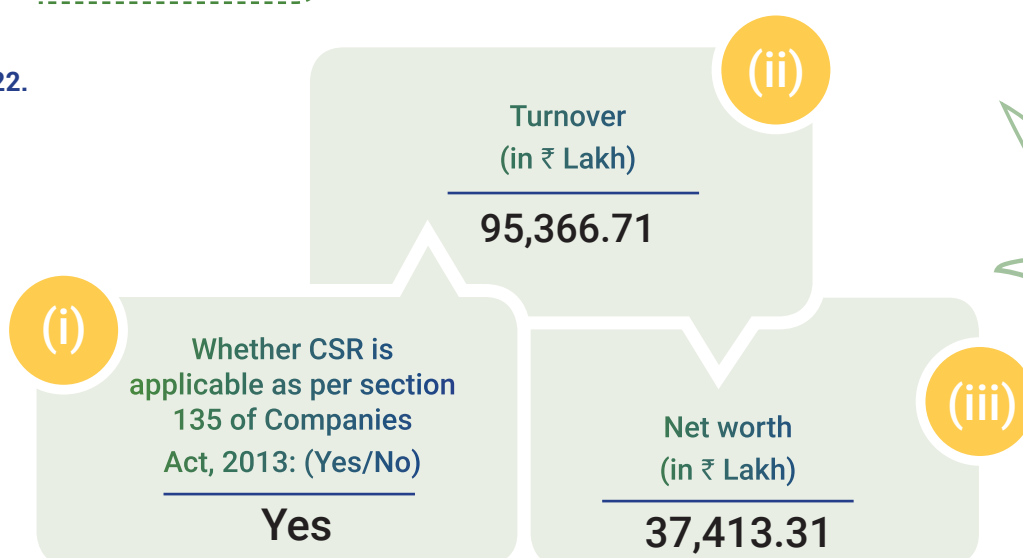 22.
(i)
Whether CSR is
applicable as per section
135 of Companies
Act, 2013: (Yes/No)
Yes
(ii)
Turnover
(in ₹ Lakh)
95,366.71
(iii)
Net worth
(in ₹ Lakh)
37,413.31